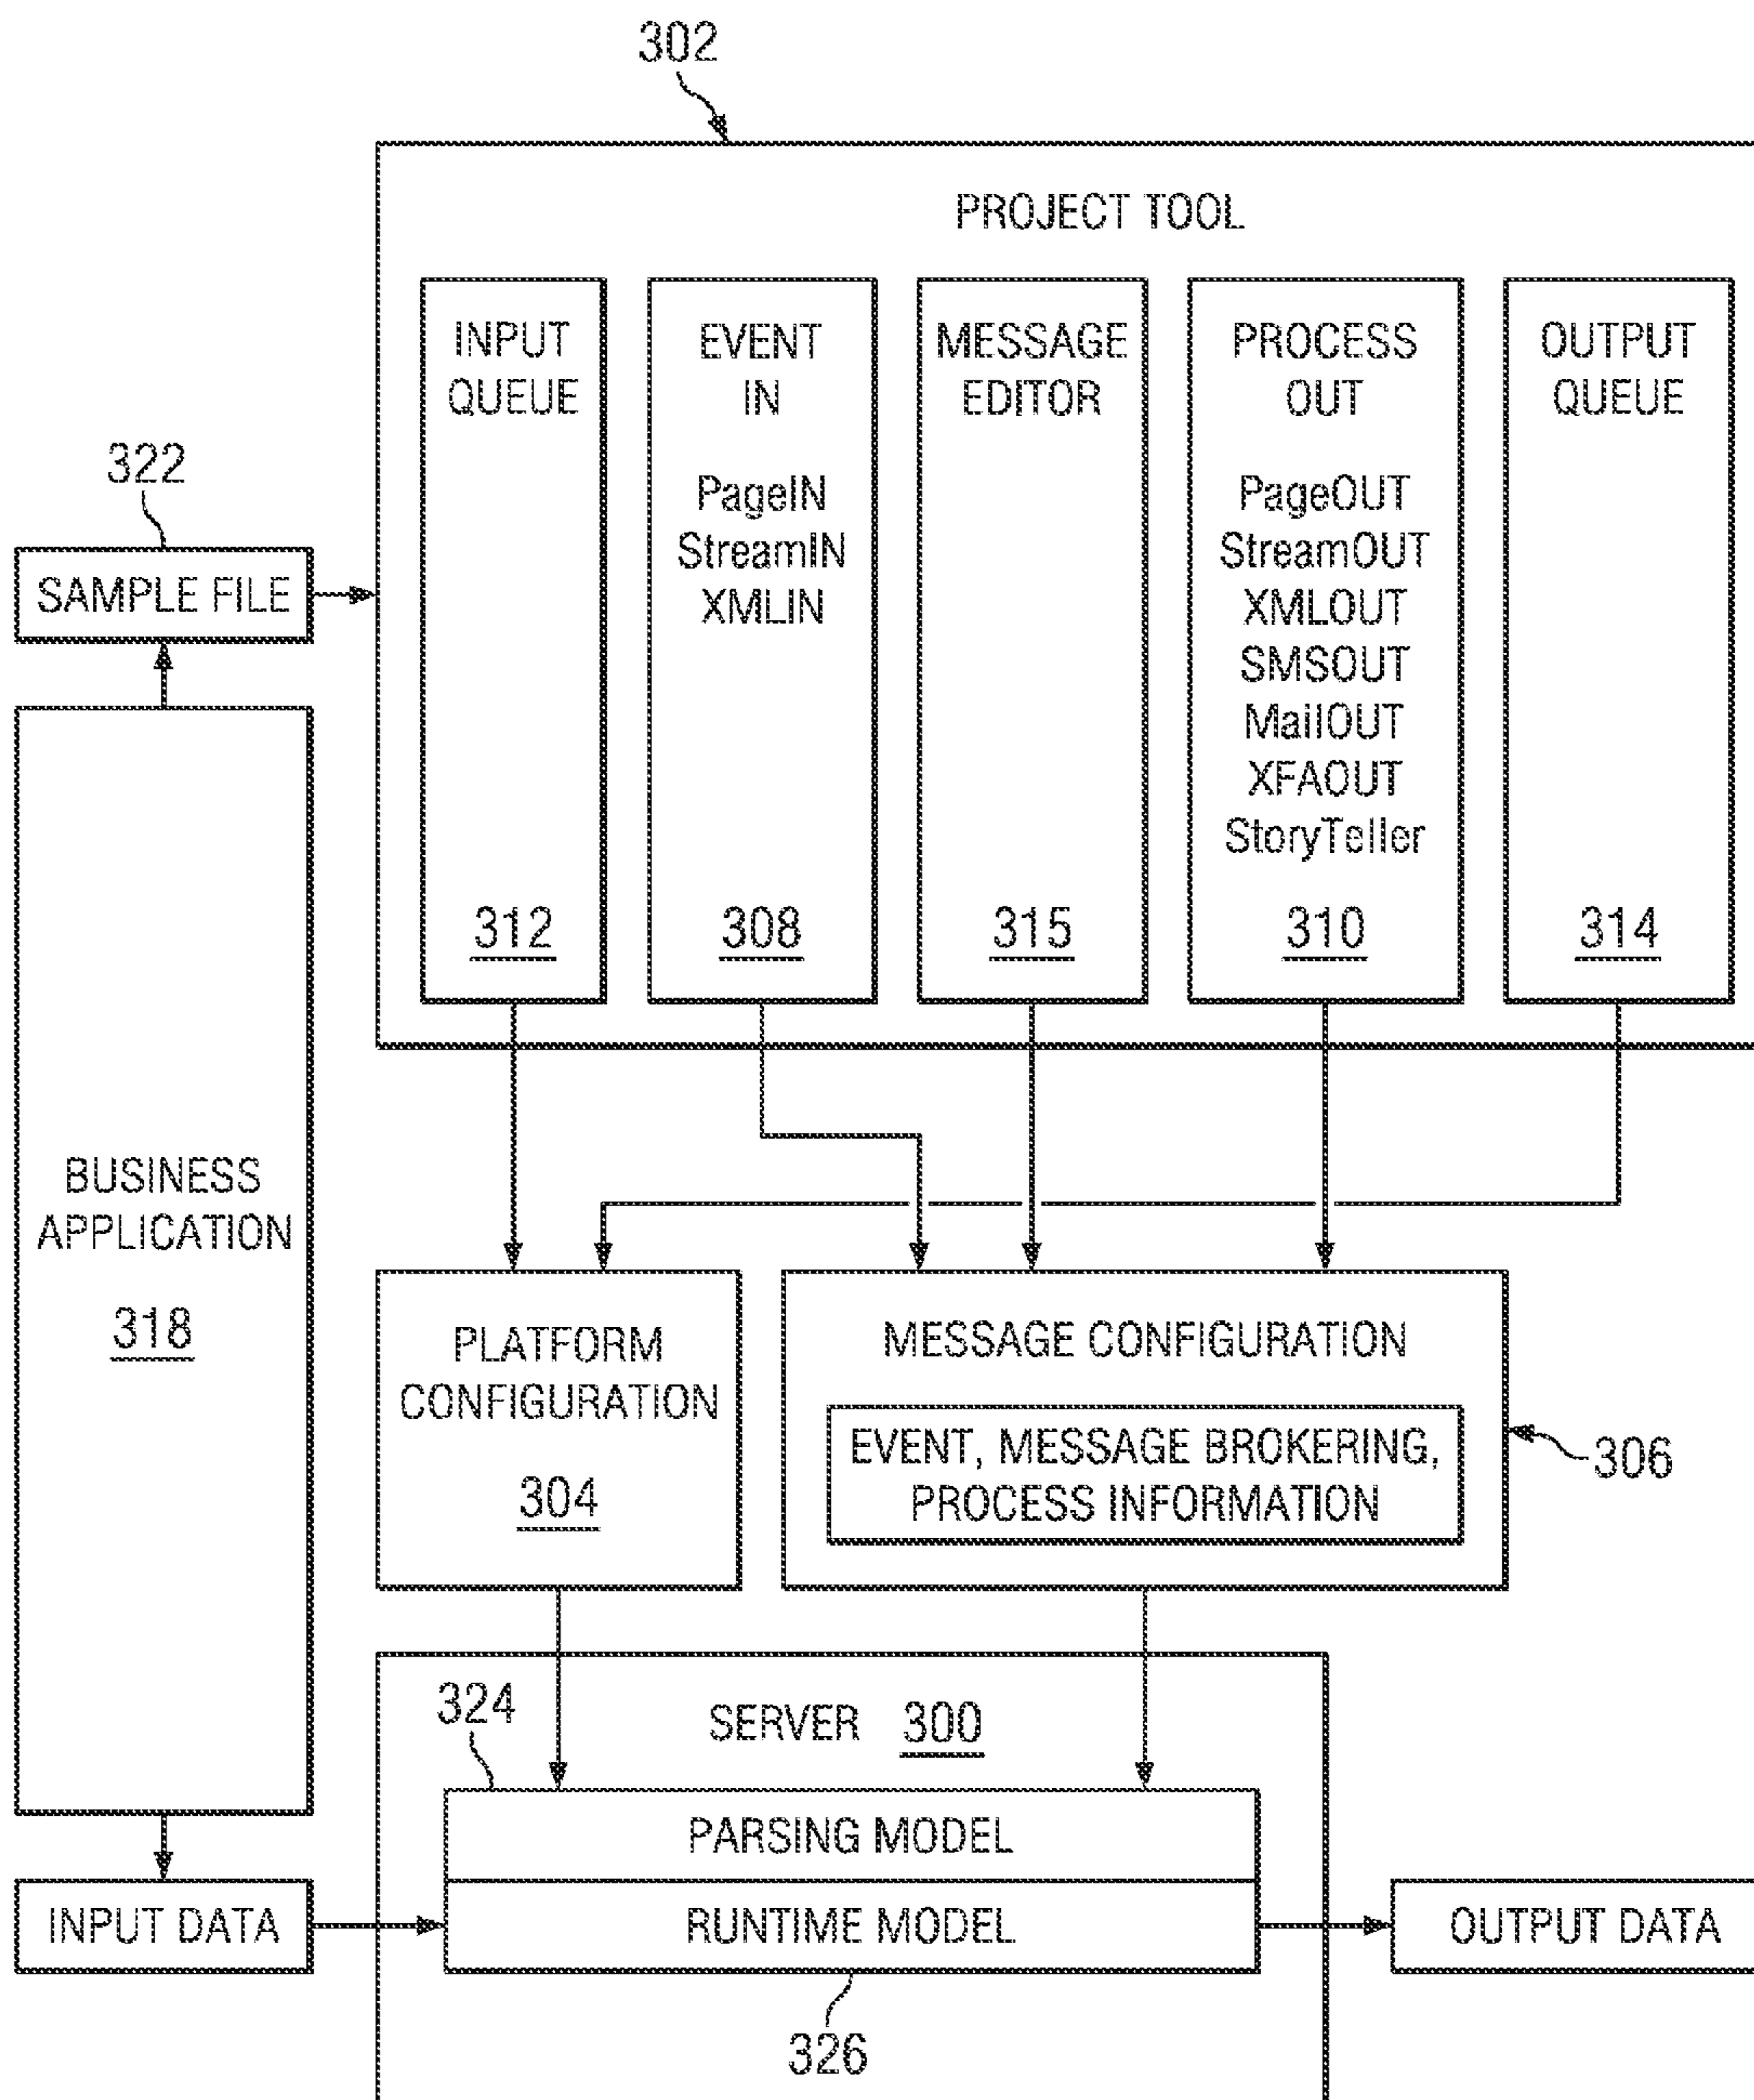 302
PROJECT TOOL
INPUT
QUEUE
312
EVENT
IN
PageIN
StreamIN
XMLIN
308
MESSAGE
EDITOR
315
PROCESS
OUT
PageOUT
StreamOUT
XMLOUT
SMSOUT
MailOUT
XFAOUT
StoryTeller
310
OUTPUT
QUEUE
314
322
SAMPLE FILE
BUSINESS
APPLICATION
318
PLATFORM
CONFIGURATION
304
MESSAGE CONFIGURATION
EVENT, MESSAGE BROKERING,
PROCESS INFORMATION
306
324
SERVER 300
PARSING MODEL
INPUT DATA
RUNTIME MODEL
OUTPUT DATA
326